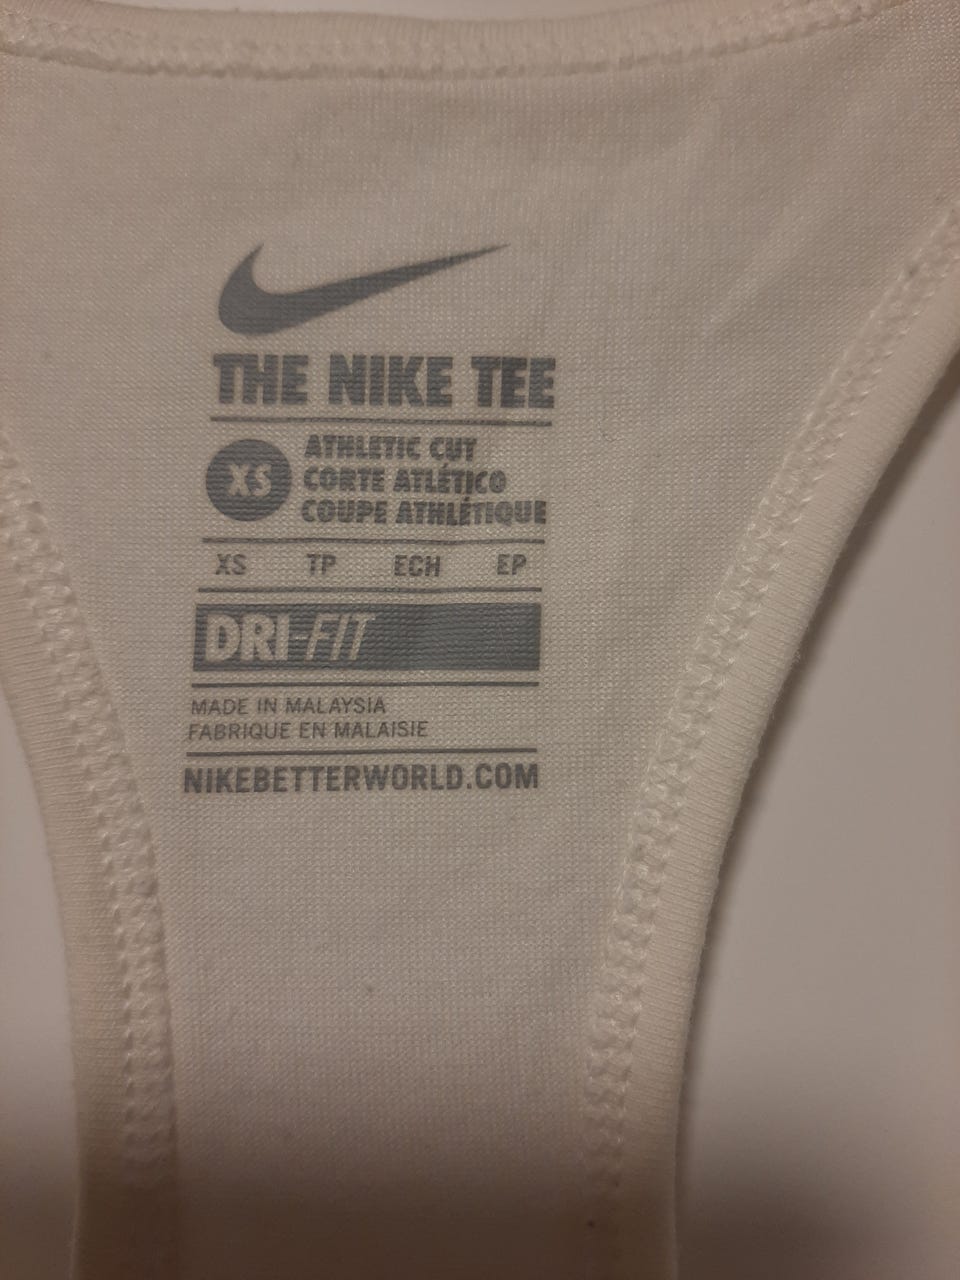 THE NIKE TEE
XS
ATHLETIC CUT
CORTE ATLÉTICO
COUPE ATHLÉTIQUE
XS TP ECH EP
DRI-FIT
MADE IN MALAYSIA
FABRIQUE EN MALAISIE
NIKEBETTERWORLD.COM